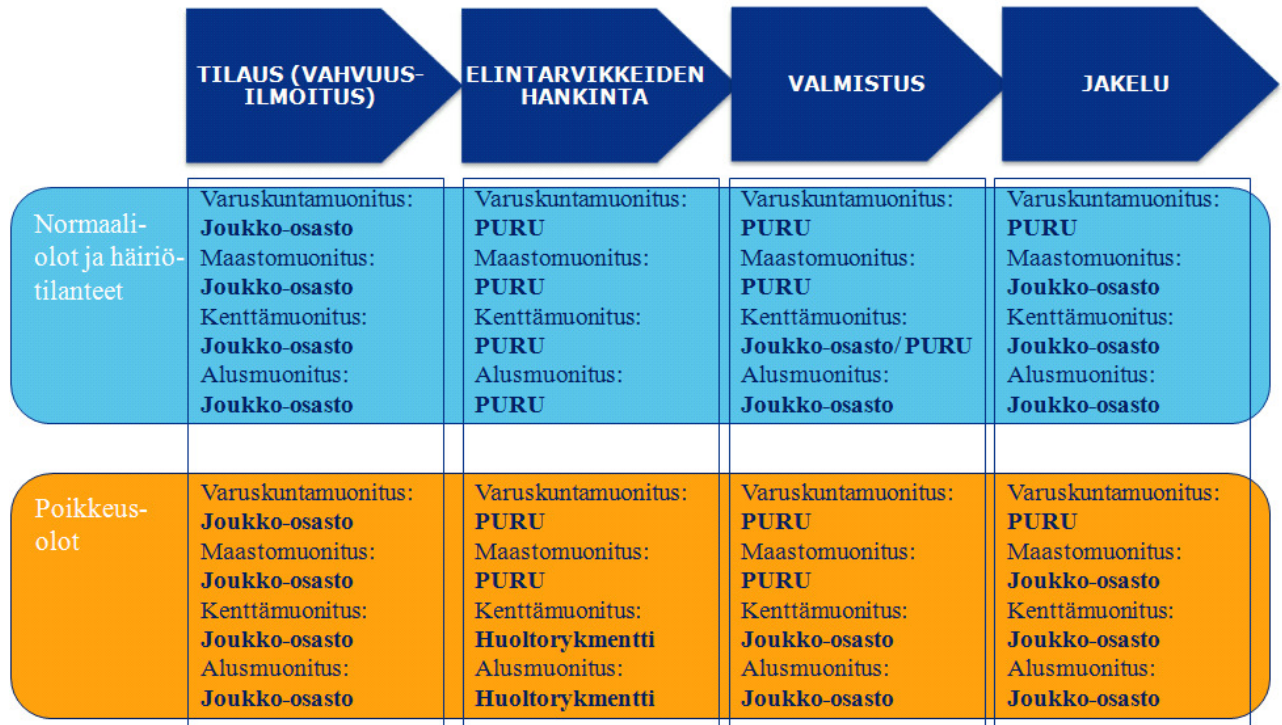 TILAUS (VAHVUUS-
ILMOITUS)
ELINTARVIKKEIDEN
HANKINTA
VALMISTUS
JAKELU
Normaali-
olot ja häiriö-
tilanteet
Varuskuntamuonitus:
Joukko-osasto
Maastomuonitus:
Joukko-osasto
Kenttämuonitus:
Joukko-osasto
Alusmuonitus:
Joukko-osasto
Varuskuntamuonitus:
PURU
Maastomuonitus:
PURU
Kenttämuonitus:
PURU
Alusmuonitus:
PURU
Varuskuntamuonitus:
PURU
Maastomuonitus:
PURU
Kenttämuonitus:
Joukko-osasto/ PURU
Alusmuonitus:
Joukko-osasto
Varuskuntamuonitus:
PURU
Maastomuonitus:
Joukko-osasto
Kenttämuonitus:
Joukko-osasto
Alusmuonitus:
Joukko-osasto
Poikkeus-
olot
Varuskuntamuonitus:
Joukko-osasto
Maastomuonitus:
Joukko-osasto
Kenttämuonitus:
Joukko-osasto
Alusmuonitus:
Joukko-osasto
Varuskuntamuonitus:
PURU
Maastomuonitus:
PURU
Kenttämuonitus:
Huoltorykmentti
Alusmuonitus:
Huoltorykmentti
Varuskuntamuonitus:
PURU
Maastomuonitus:
PURU
Kenttämuonitus:
Joukko-osasto
Alusmuonitus:
Joukko-osasto
Varuskuntamuonitus:
PURU
Maastomuonitus:
Joukko-osasto
Kenttämuonitus:
Joukko-osasto
Alusmuonitus:
Joukko-osasto